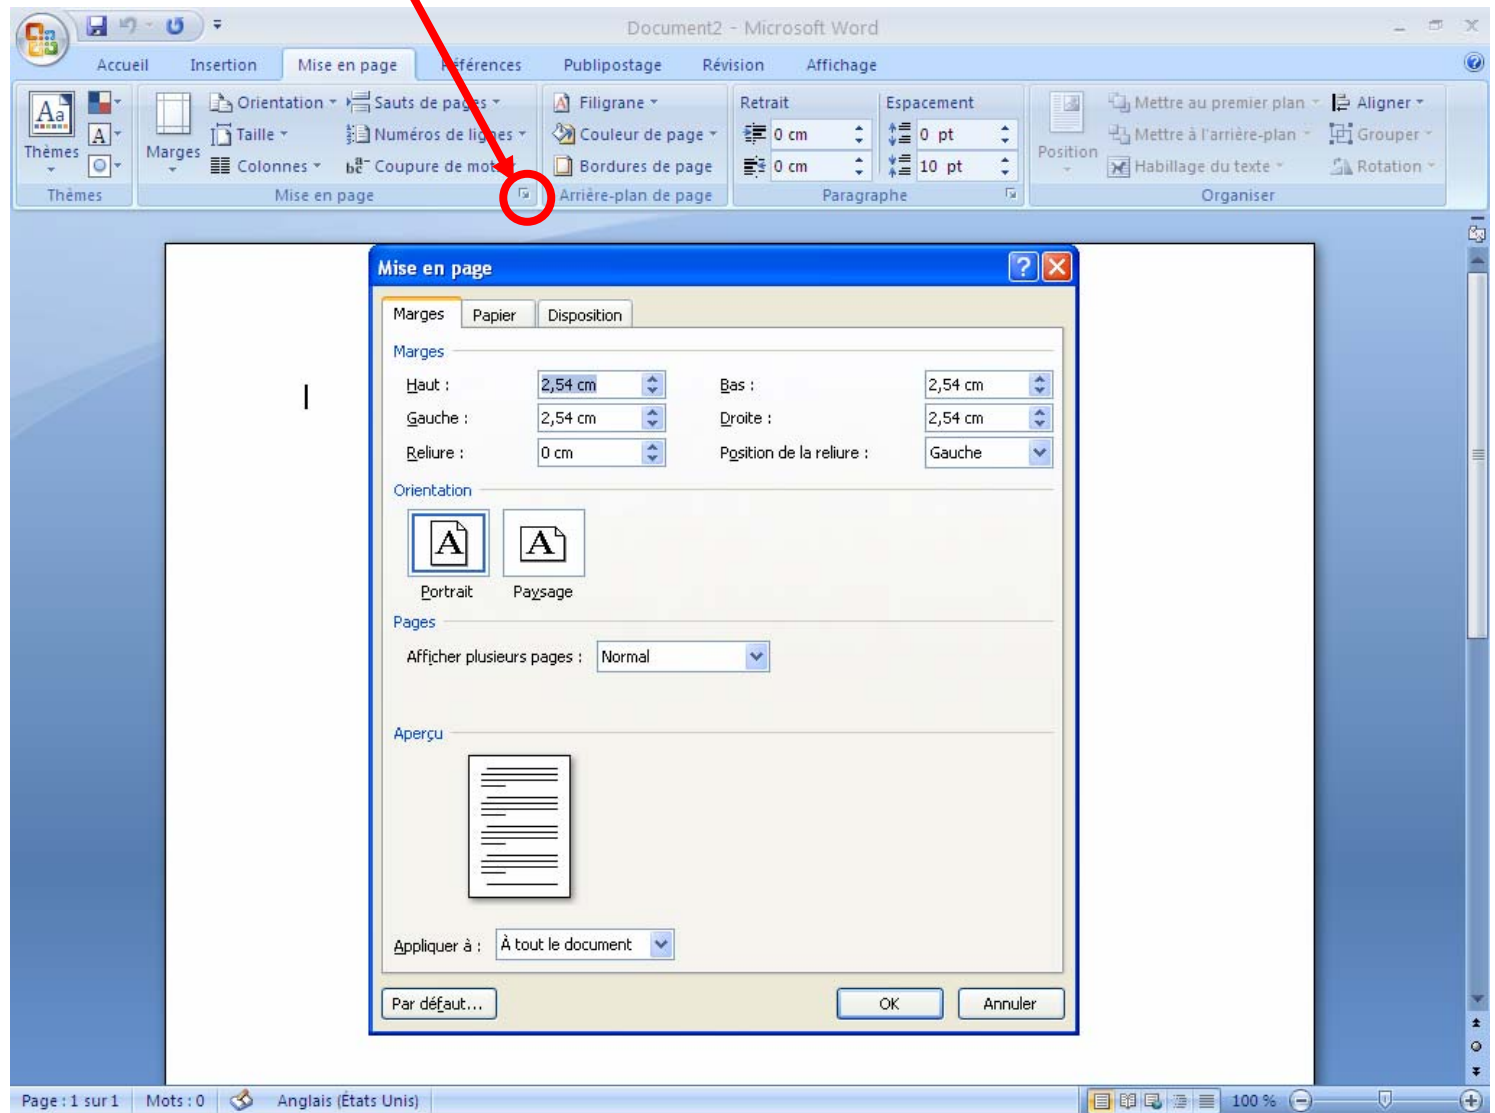 Document2 - Microsoft Word
Accueil Insertion Mise en page Références Publipostage Révision Affichage
Aa Orientation Sauts de pages Filigrane Retrait Espacement Mettre au premier plan Aligner
A Taille Numéros de lignes Couleur de page 0 cm 0 pt Mettre à l'arrière-plan Grouper
Thèmes Marges Colonnes Coupure de mots Bordures de page 0 cm 10 pt Position Habillage du texte Rotation
Thèmes Mise en page Arrière-plan de page Paragraphe Organiser
Mise en page
Marges Papier Disposition
Marges
Haut : 2,54 cm Bas : 2,54 cm
Gauche : 2,54 cm Droite : 2,54 cm
Reliure : 0 cm Position de la reliure : Gauche
Orientation
A A
Portrait Paysage
Pages
Afficher plusieurs pages : Normal
Aperçu
Appliquer à : À tout le document
Par défaut... OK Annuler
Page : 1 sur 1 Mots : 0 Anglais (États Unis) 100 %